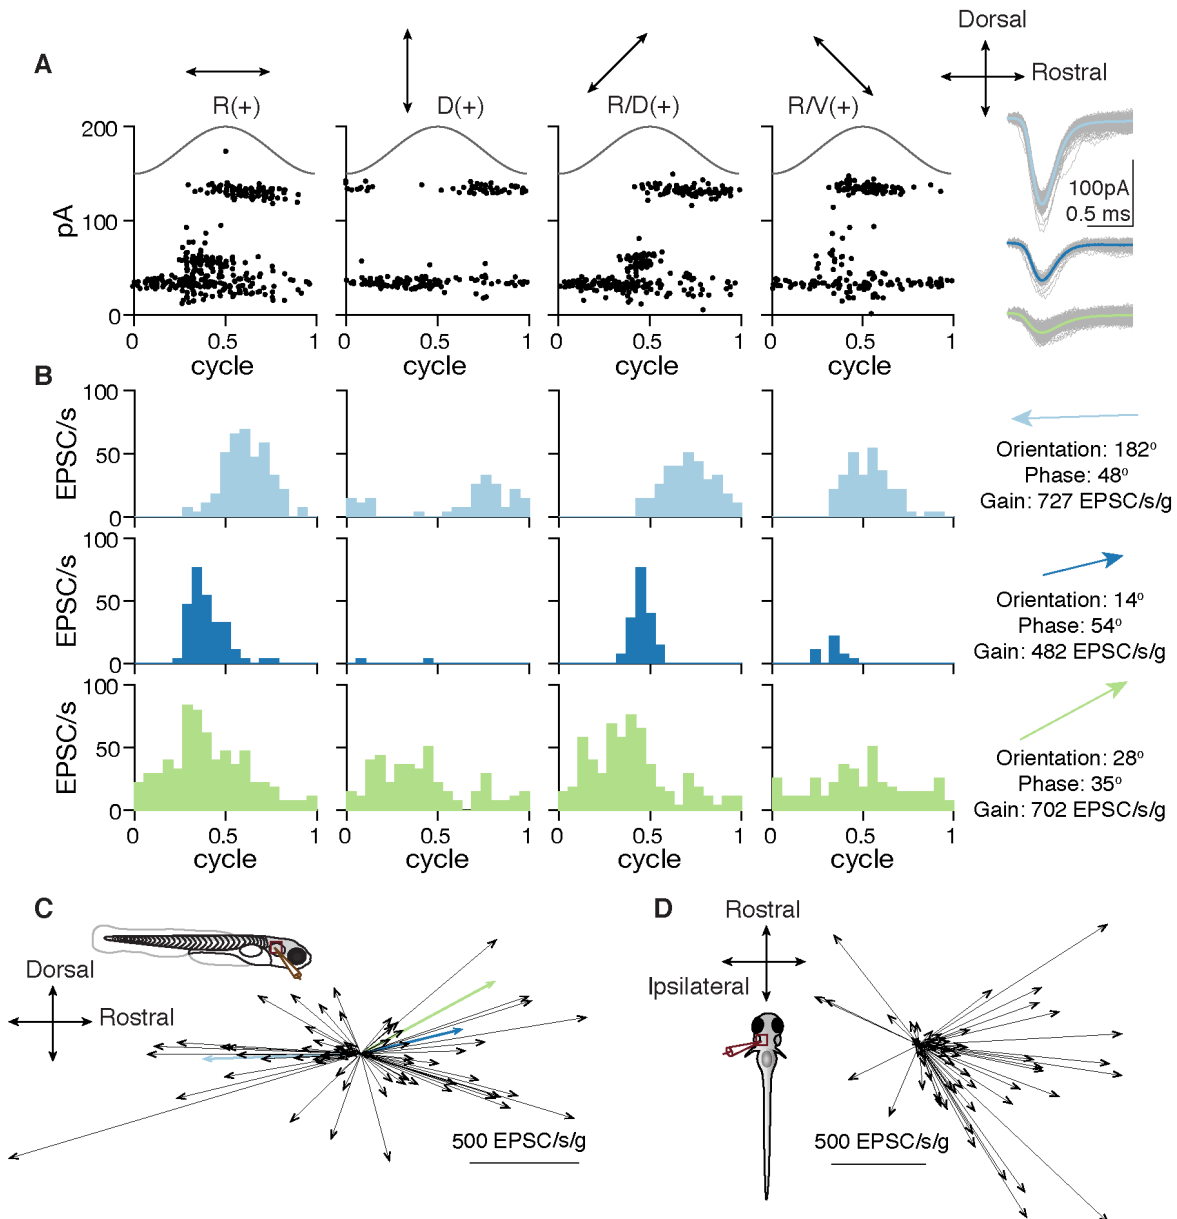 Dorsal
A
Rostral
R(+)
D(+)
R/D(+)
R/V(+)
200
100
0
pA
100pA
0.5 ms
0 0.5 1
0 0.5 1
0 0.5 1
0 0.5 1
cycle
cycle
cycle
cycle
B
100
50
0
EPSC/s
Orientation: 182º
Phase: 48º
Gain: 727 EPSC/s/g
100
50
0
EPSC/s
Orientation: 14º
Phase: 54º
Gain: 482 EPSC/s/g
100
50
0
EPSC/s
Orientation: 28º
Phase: 35º
Gain: 702 EPSC/s/g
0 0.5 1
0 0.5 1
0 0.5 1
0 0.5 1
cycle
cycle
cycle
cycle
C
Dorsal
Rostral
500 EPSC/s/g
D
Rostral
Ipsilateral
500 EPSC/s/g